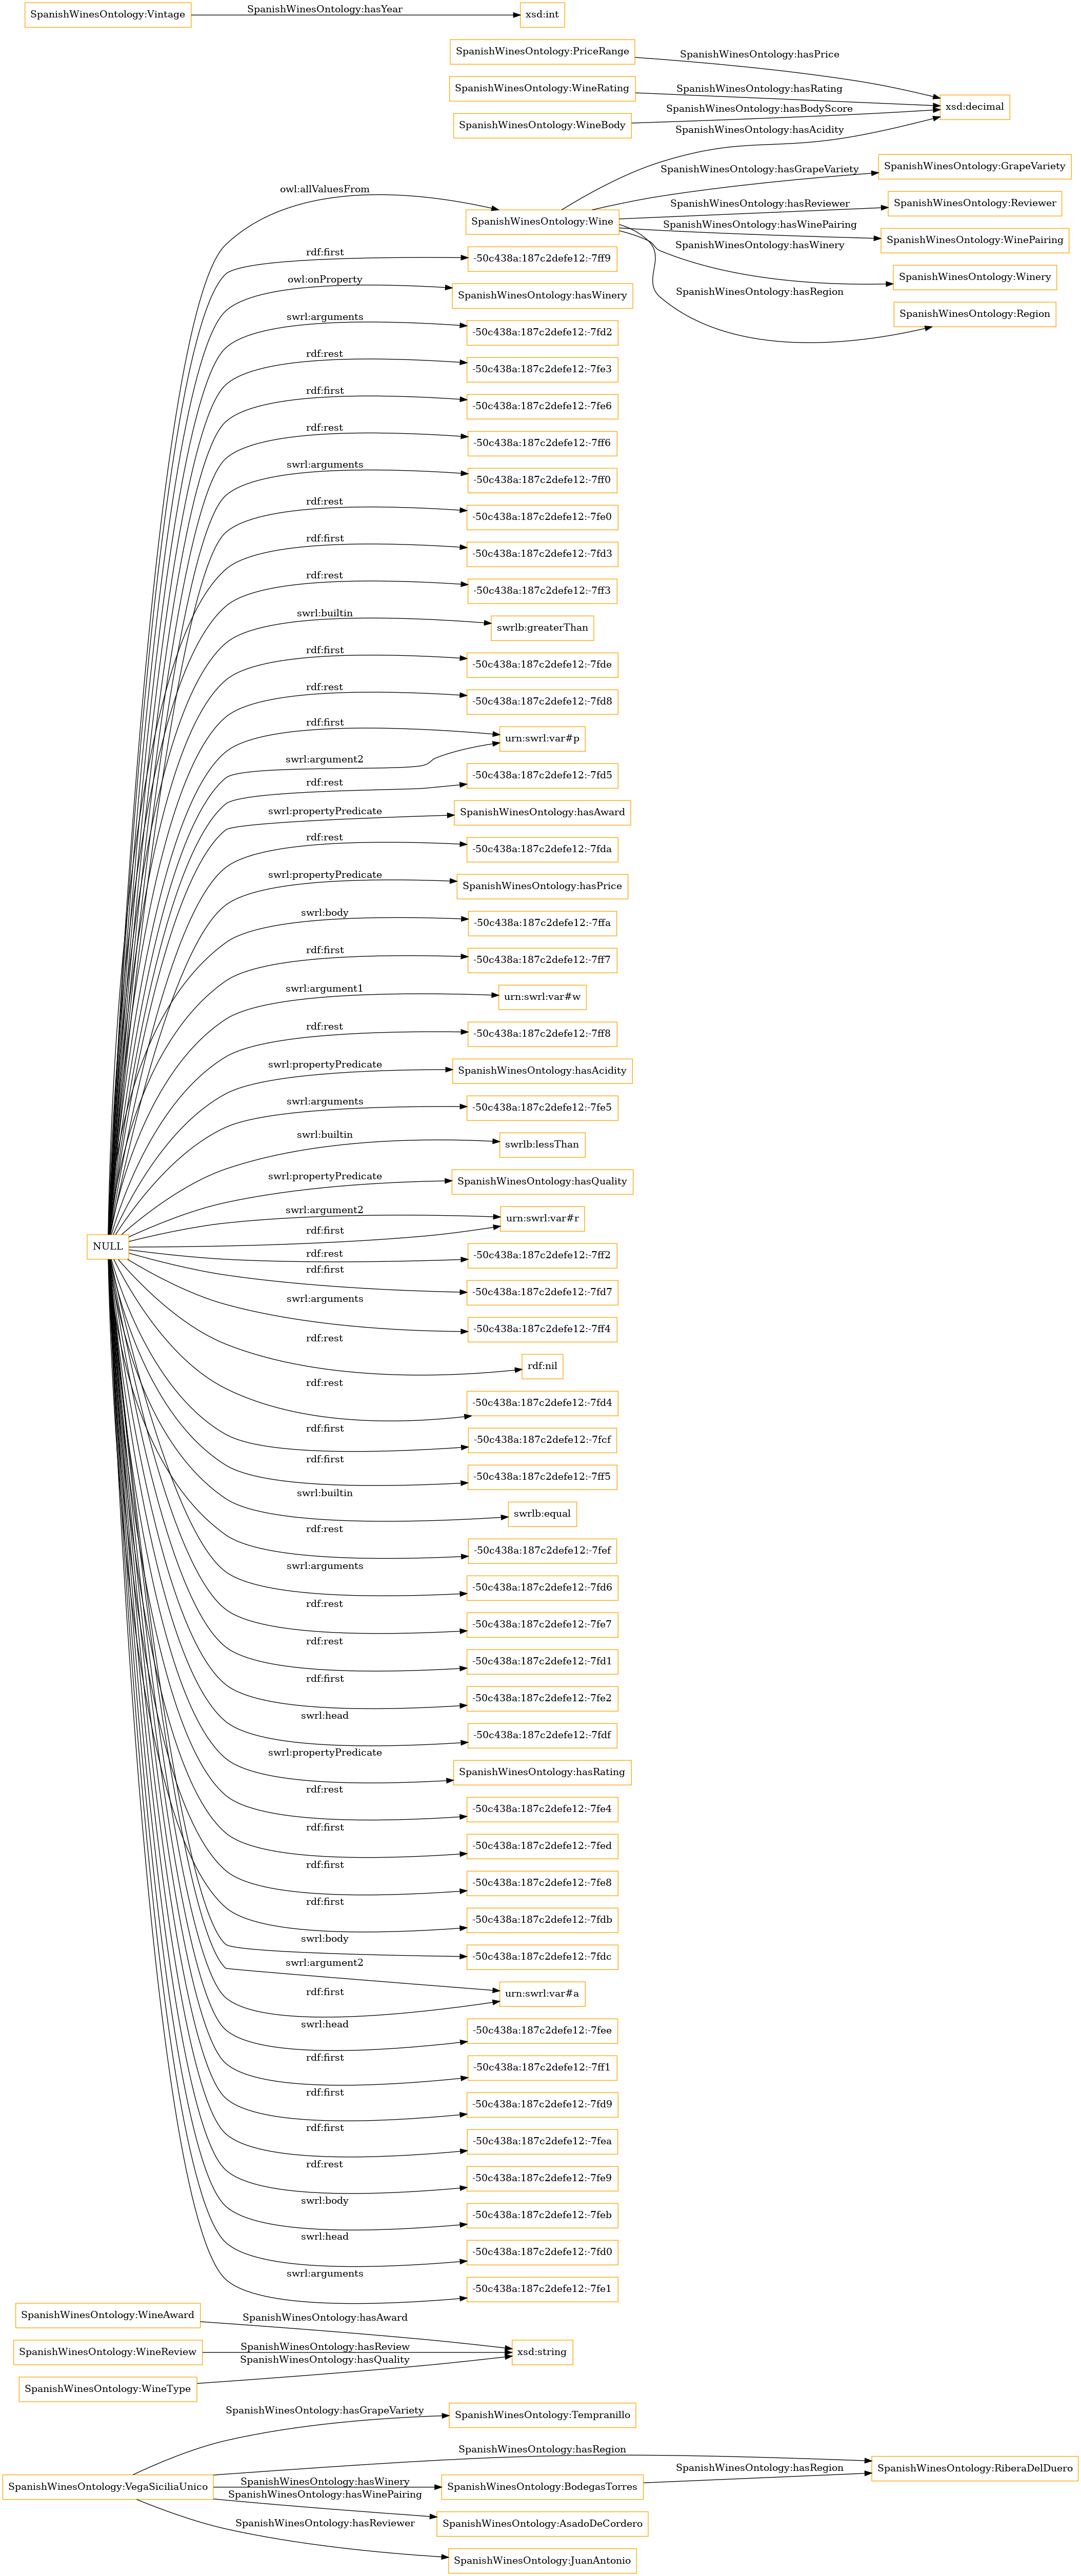 SpanishWinesOntology:Vintage
SpanishWinesOntology:hasYear
xsd:int
SpanishWinesOntology:PriceRange
SpanishWinesOntology:hasPrice
SpanishWinesOntology:WineRating
SpanishWinesOntology:hasRating
xsd:decimal
SpanishWinesOntology:WineBody
SpanishWinesOntology:hasBodyScore
SpanishWinesOntology:hasAcidity
SpanishWinesOntology:hasGrapeVariety
SpanishWinesOntology:GrapeVariety
owl:allValuesFrom
SpanishWinesOntology:Wine
SpanishWinesOntology:hasReviewer
SpanishWinesOntology:Reviewer
SpanishWinesOntology:hasWinePairing
SpanishWinesOntology:WinePairing
SpanishWinesOntology:hasWinery
SpanishWinesOntology:Winery
SpanishWinesOntology:hasRegion
SpanishWinesOntology:Region
rdf:first
-50c438a:187c2defe12:-7ff9
owl:onProperty
SpanishWinesOntology:hasWinery
swrl:arguments
-50c438a:187c2defe12:-7fd2
rdf:rest
-50c438a:187c2defe12:-7fe3
rdf:first
-50c438a:187c2defe12:-7fe6
rdf:rest
-50c438a:187c2defe12:-7ff6
swrl:arguments
-50c438a:187c2defe12:-7ff0
rdf:rest
-50c438a:187c2defe12:-7fe0
rdf:first
-50c438a:187c2defe12:-7fd3
rdf:rest
-50c438a:187c2defe12:-7ff3
swrl:builtin
swrlb:greaterThan
rdf:first
-50c438a:187c2defe12:-7fde
rdf:rest
-50c438a:187c2defe12:-7fd8
rdf:first
urn:swrl:var#p
swrl:argument2
rdf:rest
-50c438a:187c2defe12:-7fd5
swrl:propertyPredicate
SpanishWinesOntology:hasAward
rdf:rest
-50c438a:187c2defe12:-7fda
swrl:propertyPredicate
SpanishWinesOntology:hasPrice
swrl:body
-50c438a:187c2defe12:-7ffa
rdf:first
-50c438a:187c2defe12:-7ff7
swrl:argument1
urn:swrl:var#w
rdf:rest
-50c438a:187c2defe12:-7ff8
swrl:propertyPredicate
SpanishWinesOntology:hasAcidity
swrl:arguments
-50c438a:187c2defe12:-7fe5
swrl:builtin
swrlb:lessThan
swrl:propertyPredicate
SpanishWinesOntology:hasQuality
swrl:argument2
urn:swrl:var#r
rdf:first
NULL
rdf:rest
-50c438a:187c2defe12:-7ff2
rdf:first
-50c438a:187c2defe12:-7fd7
swrl:arguments
-50c438a:187c2defe12:-7ff4
rdf:rest
rdf:nil
rdf:rest
-50c438a:187c2defe12:-7fd4
rdf:first
-50c438a:187c2defe12:-7fcf
rdf:first
-50c438a:187c2defe12:-7ff5
swrl:builtin
swrlb:equal
rdf:rest
-50c438a:187c2defe12:-7fef
swrl:arguments
-50c438a:187c2defe12:-7fd6
rdf:rest
-50c438a:187c2defe12:-7fe7
rdf:rest
-50c438a:187c2defe12:-7fd1
rdf:first
-50c438a:187c2defe12:-7fe2
swrl:head
-50c438a:187c2defe12:-7fdf
swrl:propertyPredicate
SpanishWinesOntology:hasRating
rdf:rest
-50c438a:187c2defe12:-7fe4
rdf:first
-50c438a:187c2defe12:-7fed
rdf:first
-50c438a:187c2defe12:-7fe8
rdf:first
-50c438a:187c2defe12:-7fdb
swrl:body
-50c438a:187c2defe12:-7fdc
swrl:argument2
urn:swrl:var#a
rdf:first
swrl:head
-50c438a:187c2defe12:-7fee
rdf:first
-50c438a:187c2defe12:-7ff1
rdf:first
-50c438a:187c2defe12:-7fd9
rdf:first
-50c438a:187c2defe12:-7fea
rdf:rest
-50c438a:187c2defe12:-7fe9
swrl:body
-50c438a:187c2defe12:-7feb
swrl:head
-50c438a:187c2defe12:-7fd0
swrl:arguments
-50c438a:187c2defe12:-7fe1
SpanishWinesOntology:WineAward
SpanishWinesOntology:hasAward
SpanishWinesOntology:WineReview
SpanishWinesOntology:hasReview
xsd:string
SpanishWinesOntology:WineType
SpanishWinesOntology:hasQuality
SpanishWinesOntology:hasGrapeVariety
SpanishWinesOntology:Tempranillo
SpanishWinesOntology:hasRegion
SpanishWinesOntology:RiberaDelDuero
SpanishWinesOntology:VegaSiciliaUnico
SpanishWinesOntology:hasWinery
SpanishWinesOntology:BodegasTorres
SpanishWinesOntology:hasRegion
SpanishWinesOntology:hasWinePairing
SpanishWinesOntology:AsadoDeCordero
SpanishWinesOntology:hasReviewer
SpanishWinesOntology:JuanAntonio